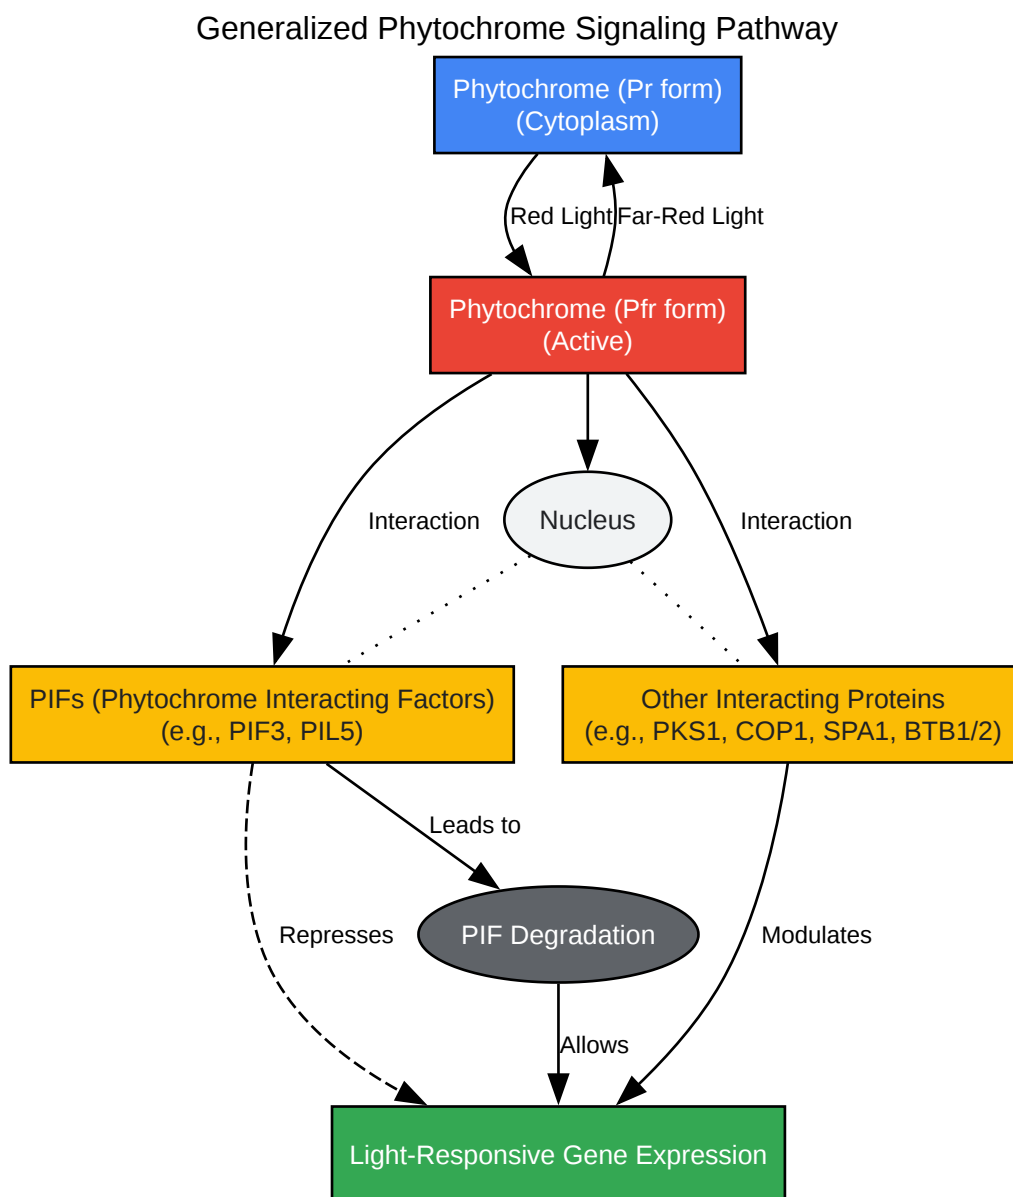 Generalized Phytochrome Signaling Pathway
Phytochrome (Pr form)
(Cytoplasm)
Red Light
Far-Red Light
Phytochrome (Pfr form)
(Active)
Interaction
Nucleus
Interaction
PIFs (Phytochrome Interacting Factors)
(e.g., PIF3, PIL5)
Other Interacting Proteins
(e.g., PKS1, COP1, SPA1, BTB1/2)
Leads to
Represses
PIF Degradation
Modulates
Allows
Light-Responsive Gene Expression